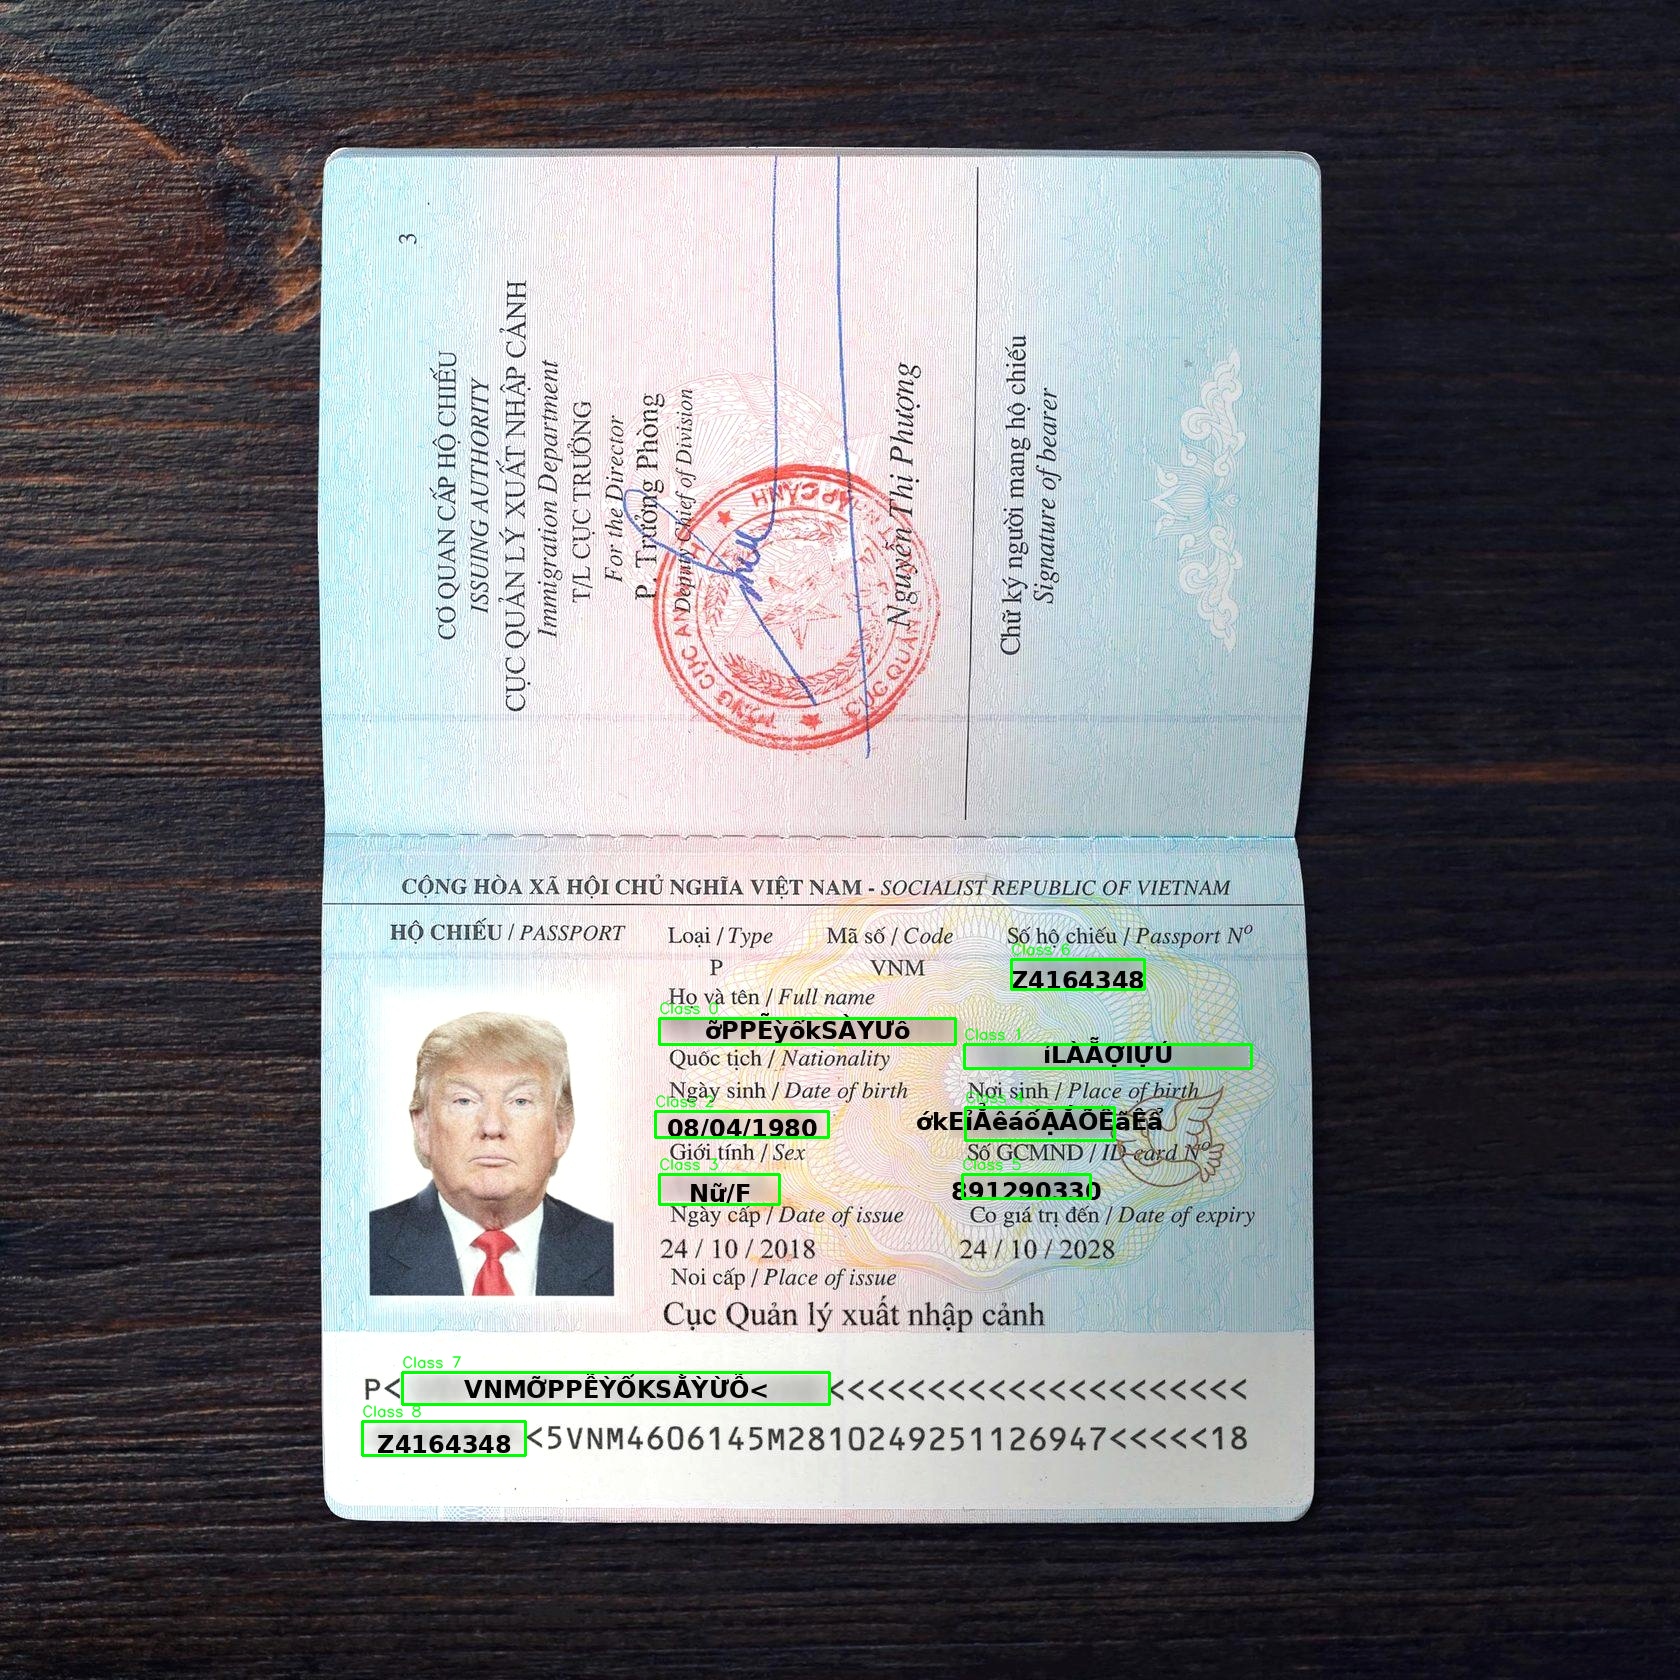 3
CƠ QUAN CẤP HỘ CHIẾU
ISSUING AUTHORITY
CỤC QUẢN LÝ XUẤT NHẬP CẢNH
Immigration Department
T/L CỤC TRƯỞNG
For the Director
P. Trưởng Phòng
Deputy Chief of Division
Nguyễn Thị Phượng
Chữ ký người mang hộ chiếu
Signature of bearer
CỘNG HÒA XÃ HỘI CHỦ NGHĨA VIỆT NAM - SOCIALIST REPUBLIC OF VIETNAM
HỘ CHIẾU / PASSPORT Loại / Type Mã số / Code Số hộ chiếu / Passport Nº
Class 6
P VNM Z4164348
Họ và tên / Full name
Class 0
ỡPPỄỳốkSÀYƯô
Class 1
Quốc tịch / Nationality íLÀẴỢIỰÚ
Ngày sinh / Date of birth Nơi sinh / Place of birth
Class 2 Class 4
08/04/1980
Giới tính / Sex Số GCMND / ID card Nº
Class 3 Class 5
Nữ/F 891290330
Ngày cấp / Date of issue Co giá trị đến / Date of expiry
24 / 10 / 2018 24 / 10 / 2028
Noi cấp / Place of issue
Cục Quản lý xuất nhập cảnh
Class 7
P< VNMỠPPỄỲỐKSẰỲỪỖ< <<<<<<<<<<<<<<<<<<<<<<
Class 8
Z4164348 <5VNM4606145M2810249251126947<<<<<18